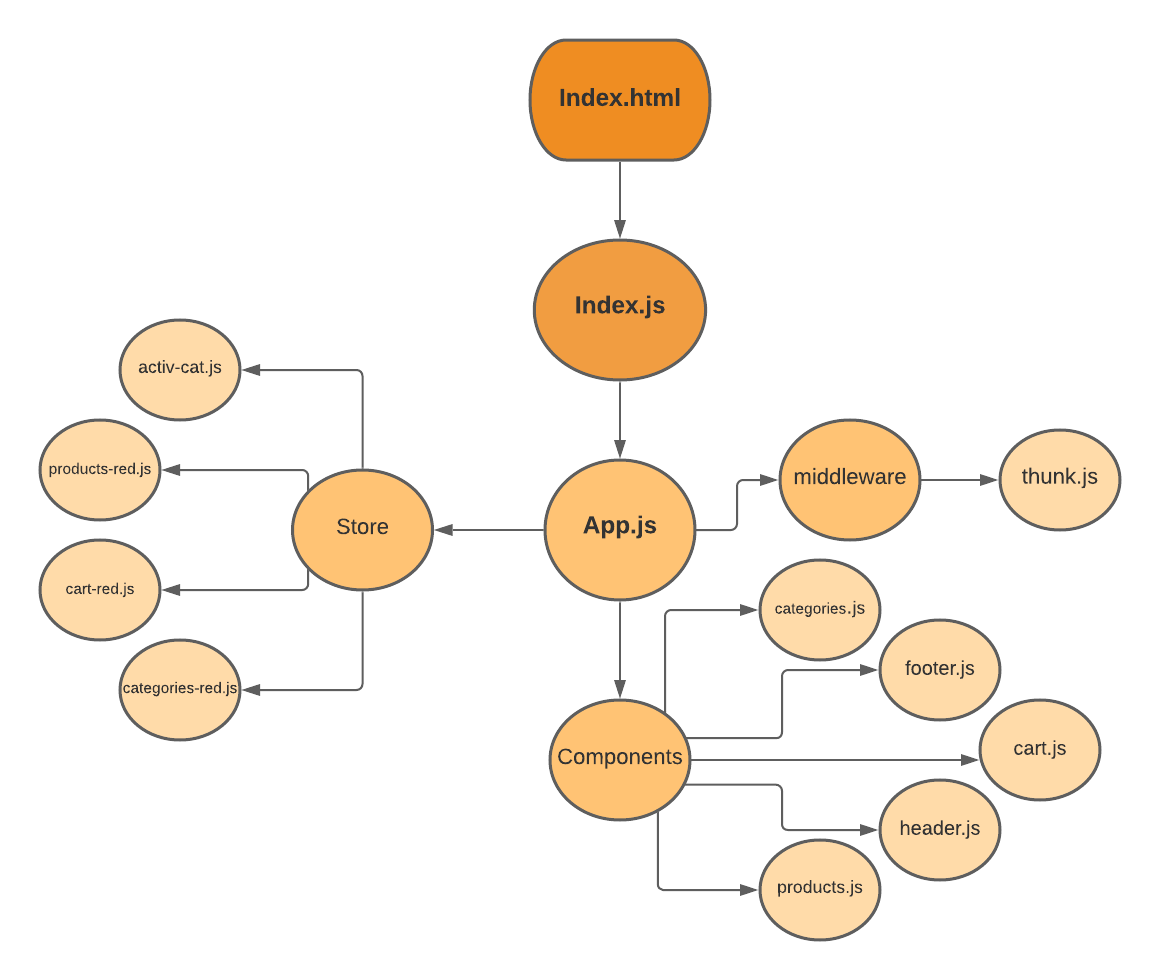 Index.html
Index.js
activ-cat.js
products-red.js
Store
App.js
middleware
thunk.js
cart-red.js
categories.js
categories-red.js
footer.js
Components
cart.js
header.js
products.js